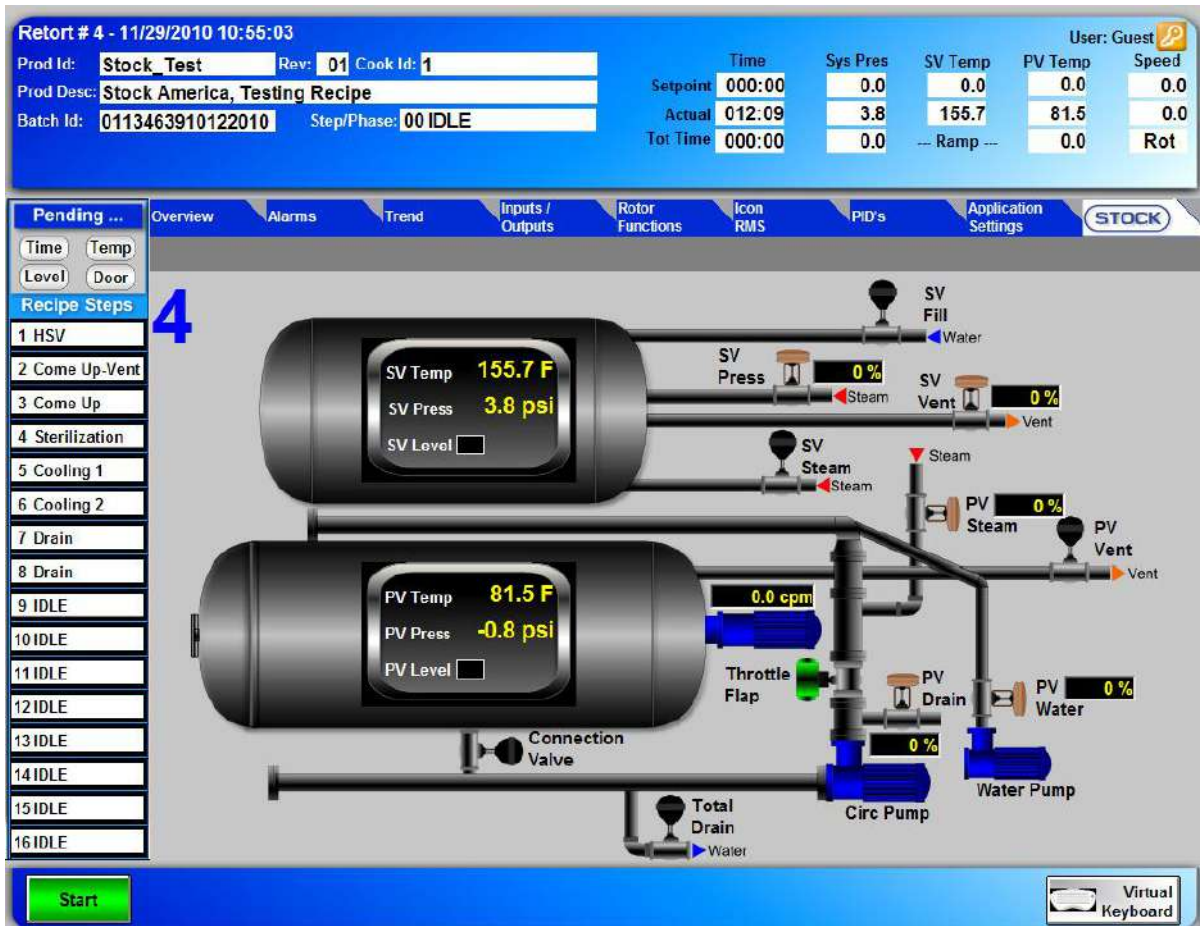 Retort # 4 - 11/29/2010 10:55:03
User: Guest
Prod Id: Stock_Test Rev: 01 Cook Id: 1
Prod Desc: Stock America, Testing Recipe
Batch Id: 0113463910122010 Step/Phase: 00 IDLE
Time Sys Pres SV Temp PV Temp Speed
Setpoint 000:00 0.0 0.0 0.0 0.0
Actual 012:09 3.8 155.7 81.5 0.0
Tot Time 000:00 0.0 --- Ramp --- 0.0 Rot
Pending ...
Time Temp
Level Door
Recipe Steps
1 HSV
2 Come Up-Vent
3 Come Up
4 Sterilization
5 Cooling 1
6 Cooling 2
7 Drain
8 Drain
9 IDLE
10 IDLE
11 IDLE
12 IDLE
13 IDLE
14 IDLE
15 IDLE
16 IDLE
Overview
Alarms
Trend
Inputs /
Outputs
Rotor
Functions
Icon
RMS
PID's
Application
Settings
STOCK
4
SV
Fill
Water
SV Temp 155.7 F
SV Press 3.8 psi
SV Level
SV
Press
0 %
Steam
SV
Vent
0 %
Vent
SV
Steam
Steam
Steam
PV
Steam
0 %
PV
Vent
Vent
PV Temp 81.5 F
PV Press -0.8 psi
PV Level
0.0 cpm
Throttle
Flap
PV
Drain
0 %
PV
Water
0 %
Connection
Valve
Circ Pump
Water Pump
Total
Drain
Water
Start
Virtual
Keyboard